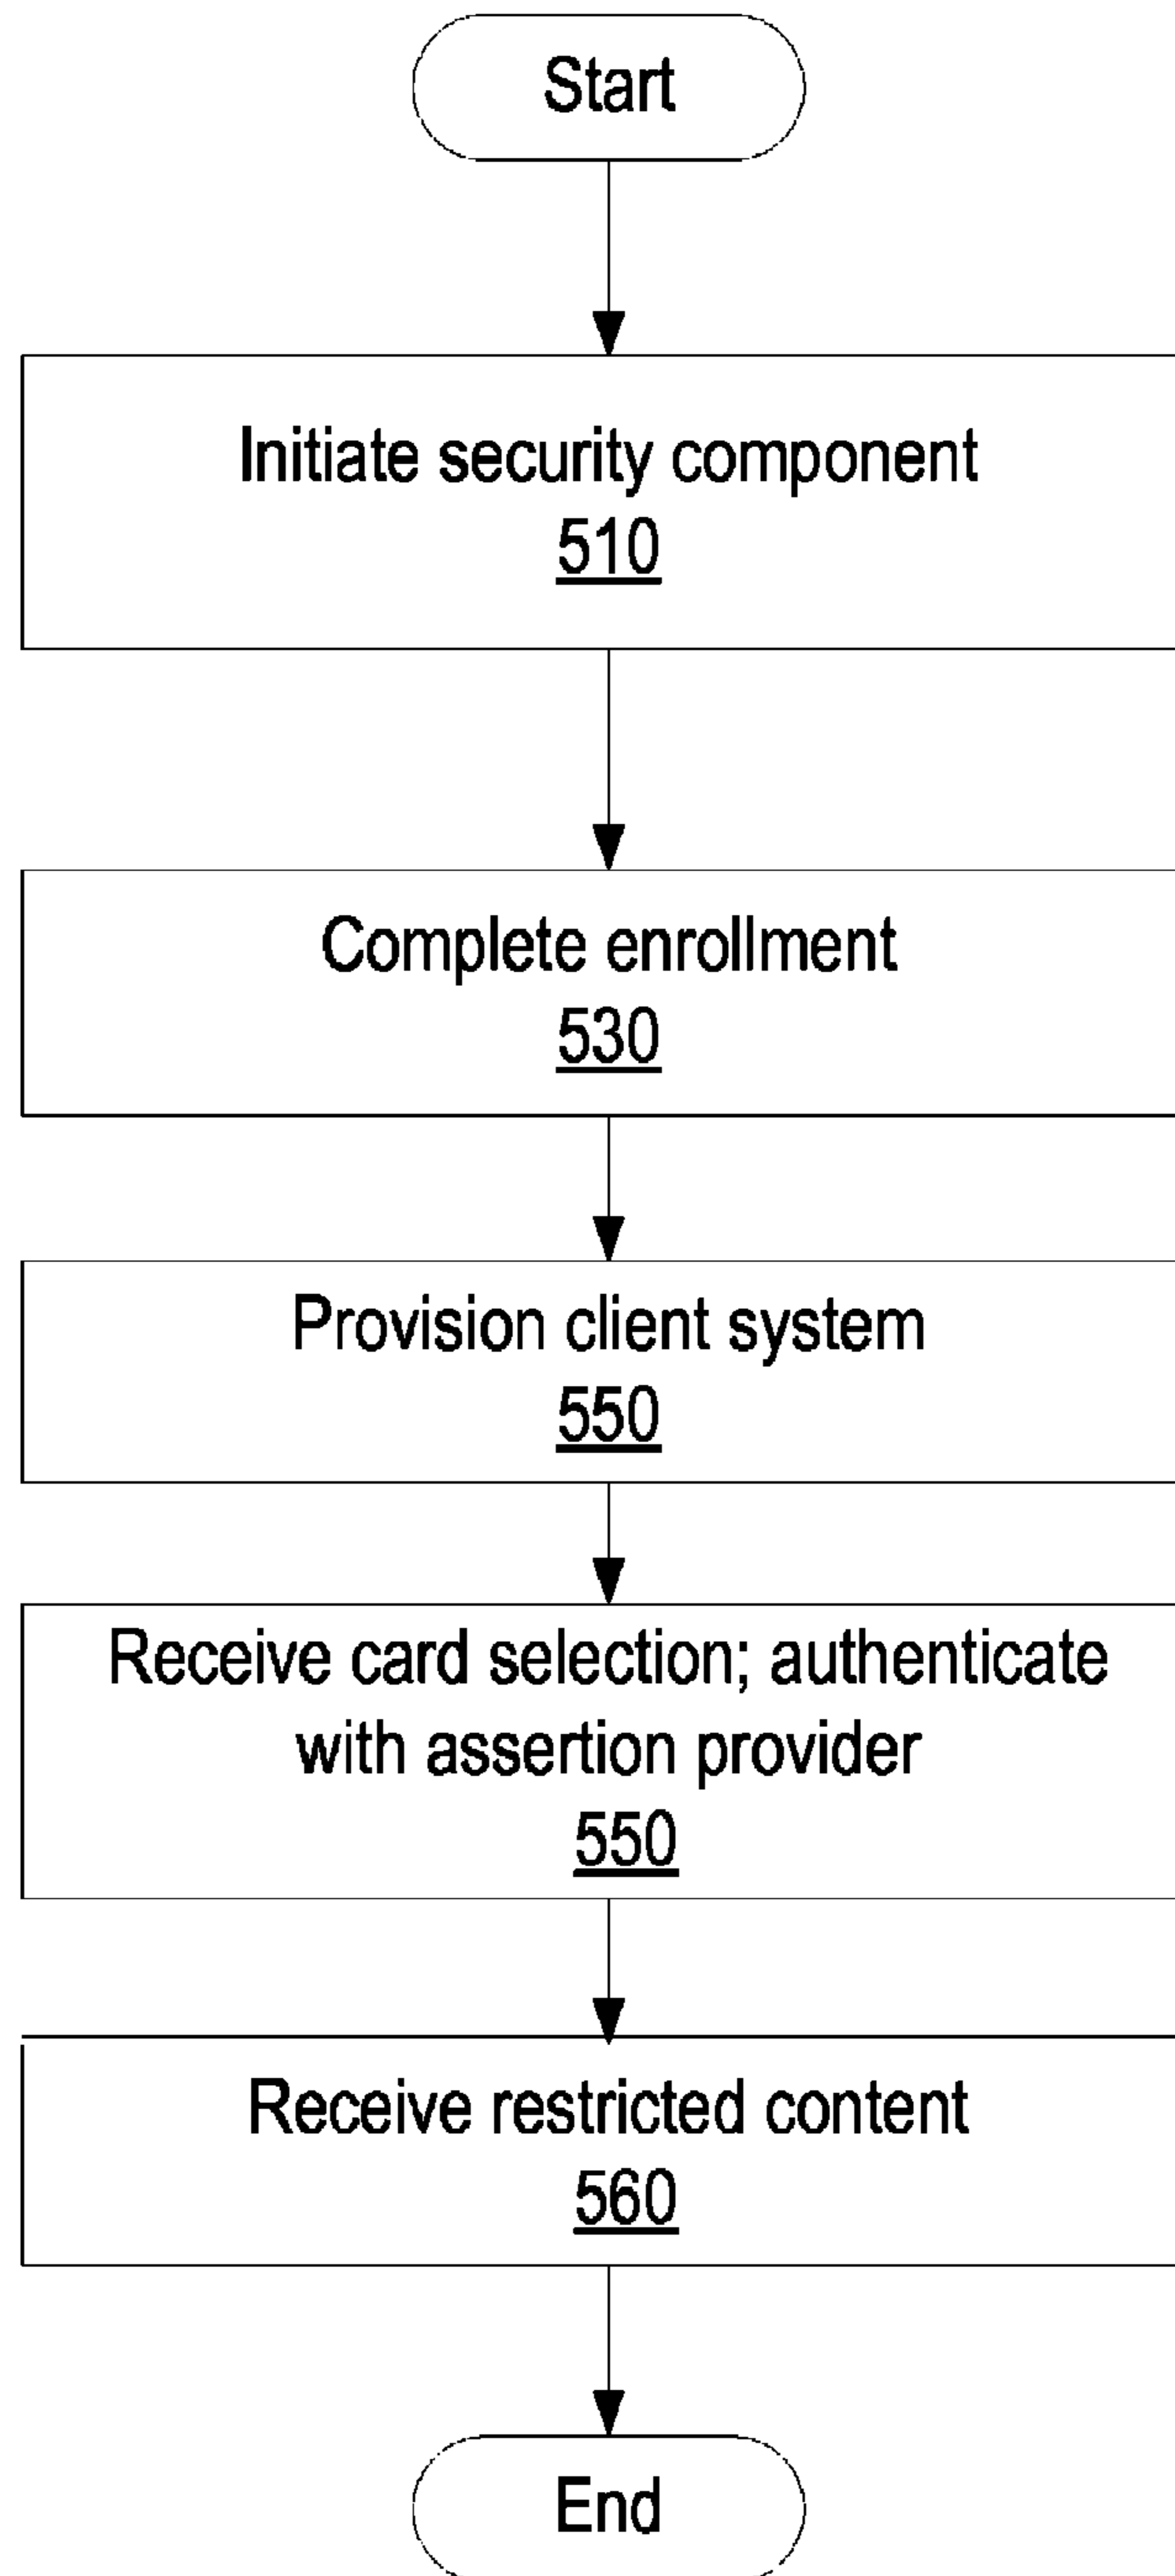 Start
Initiate security component
510
Complete enrollment
530
Provision client system
550
Receive card selection; authenticate
with assertion provider
550
Receive restricted content
560
End